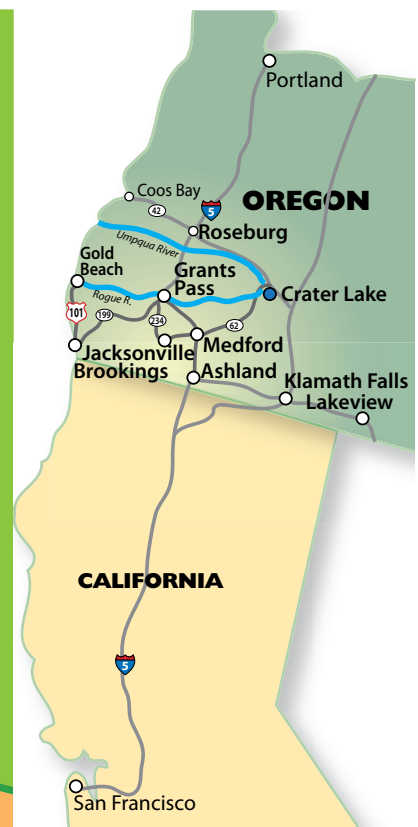 Portland
Coos Bay
42
5
OREGON
Umpqua River
Roseburg
Gold
Beach
Grants
Pass
Rogue R.
Crater Lake
101
199
234
62
Jacksonville
Medford
Brookings
Ashland
Klamath Falls
Lakeview
CALIFORNIA
5
San Francisco